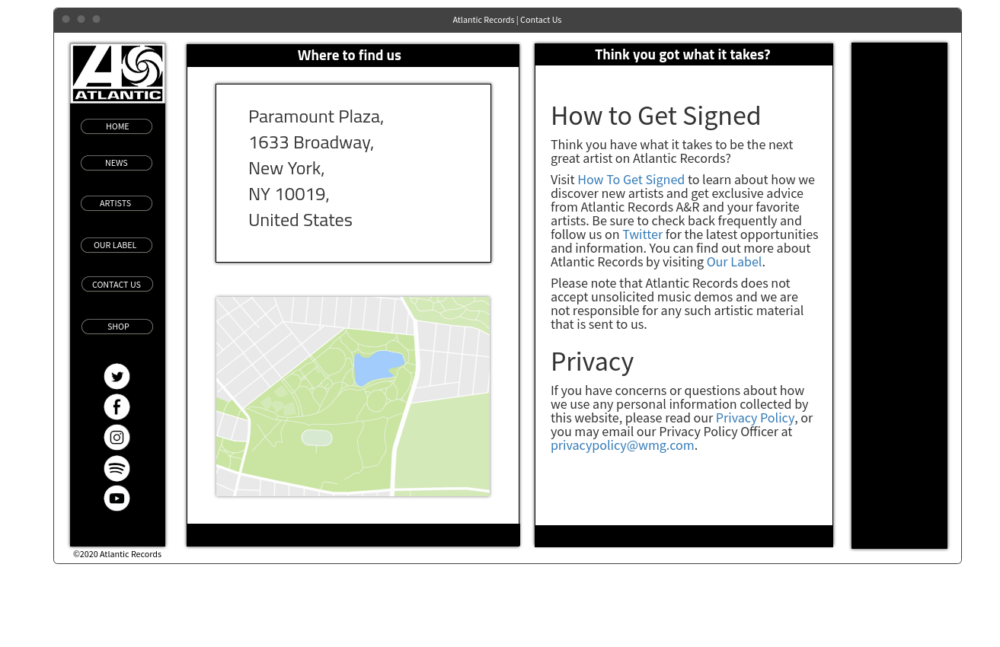 Atlantic Records | Contact Us
ATLANTIC
HOME
NEWS
ARTISTS
OUR LABEL
CONTACT US
SHOP
©2020 Atlantic Records
Where to find us
Paramount Plaza,
1633 Broadway,
New York,
NY 10019,
United States
Think you got what it takes?
How to Get Signed
Think you have what it takes to be the next
great artist on Atlantic Records?
Visit How To Get Signed to learn about how we
discover new artists and get exclusive advice
from Atlantic Records A&R and your favorite
artists. Be sure to check back frequently and
follow us on Twitter for the latest opportunities
and information. You can find out more about
Atlantic Records by visiting Our Label.
Please note that Atlantic Records does not
accept unsolicited music demos and we are
not responsible for any such artistic material
that is sent to us.
Privacy
If you have concerns or questions about how
we use any personal information collected by
this website, please read our Privacy Policy, or
you may email our Privacy Policy Officer at
privacypolicy@wmg.com.